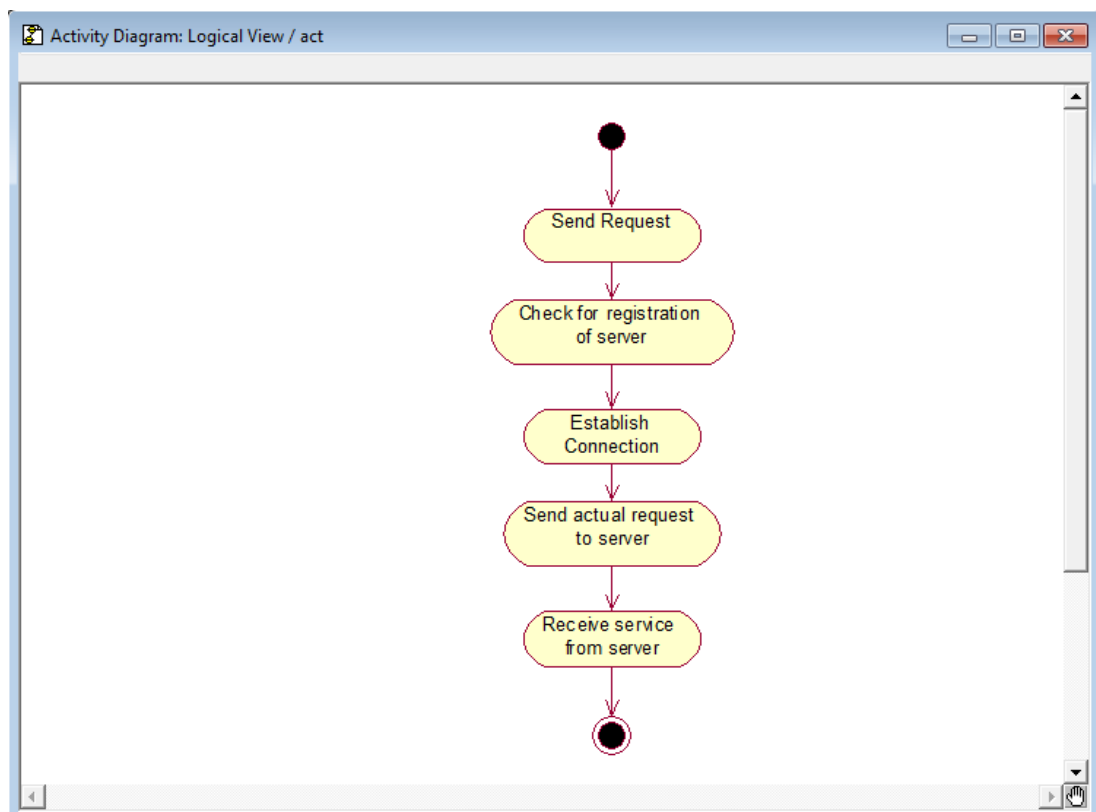 Activity Diagram: Logical View / act
Send Request
Check for registration
of server
Establish
Connection
Send actual request
to server
Receive service
from server